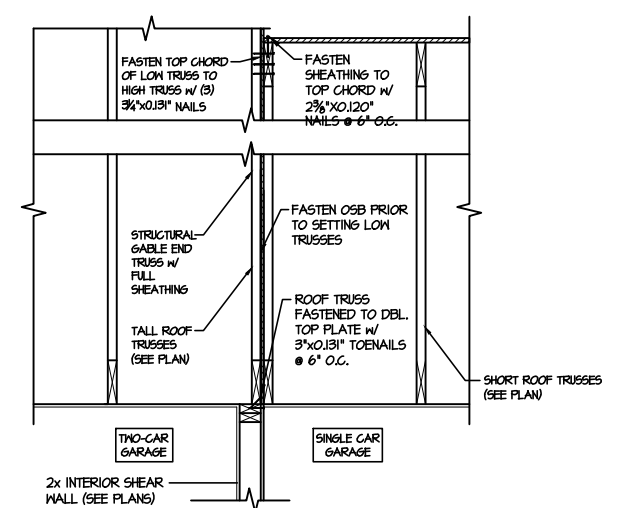 FASTEN TOP CHORD
OF LOW TRUSS TO
HIGH TRUSS W/ (3)
3¼"x0.131" NAILS
FASTEN
SHEATHING TO
TOP CHORD W/
2⅜"X0.120"
NAILS @ 6" O.C.
STRUCTURAL
GABLE END
TRUSS W/
FULL
SHEATHING
FASTEN OSB PRIOR
TO SETTING LOW
TRUSSES
TALL ROOF
TRUSSES
(SEE PLAN)
ROOF TRUSS
FASTENED TO DBL.
TOP PLATE W/
3"x0.131" TOENAILS
@ 6" O.C.
SHORT ROOF TRUSSES
(SEE PLAN)
TWO-CAR
GARAGE
SINGLE CAR
GARAGE
2x INTERIOR SHEAR
WALL (SEE PLANS)